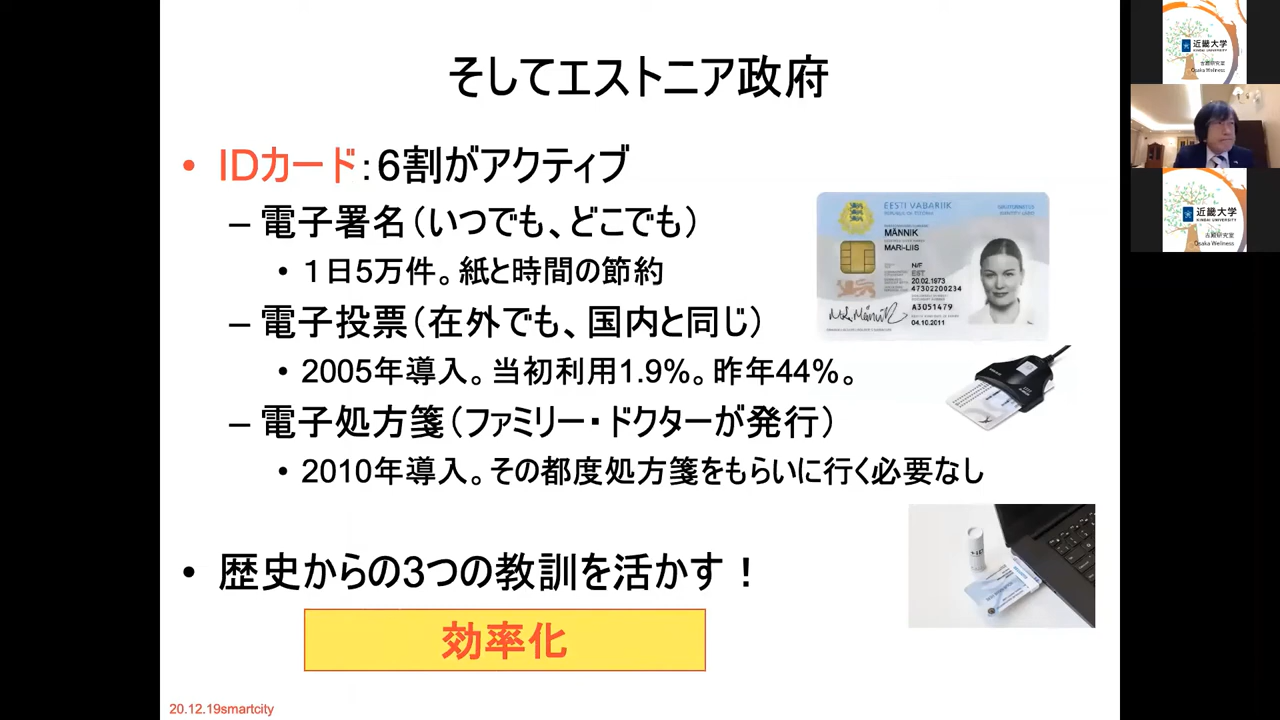 そしてエストニア政府
• IDカード：6割がアクティブ
– 電子署名（いつでも、どこでも）
• 1日5万件。紙と時間の節約
– 電子投票（在外でも、国内と同じ）
• 2005年導入。当初利用1.9%。昨年44%。
– 電子処方箋（ファミリー・ドクターが発行）
• 2010年導入。その都度処方箋をもらいに行く必要なし
• 歴史からの3つの教訓を活かす！
効率化
20.12.19smartcity
EESTI VABARIIK
MÄNNIK
MARI-LIIS
N/F
EST
20.02.1973
47302200234
A3051479
04.10.2011
近畿大学
KINDAI UNIVERSITY
Osaka Wellness
近畿大学
KINDAI UNIVERSITY
Osaka Wellness